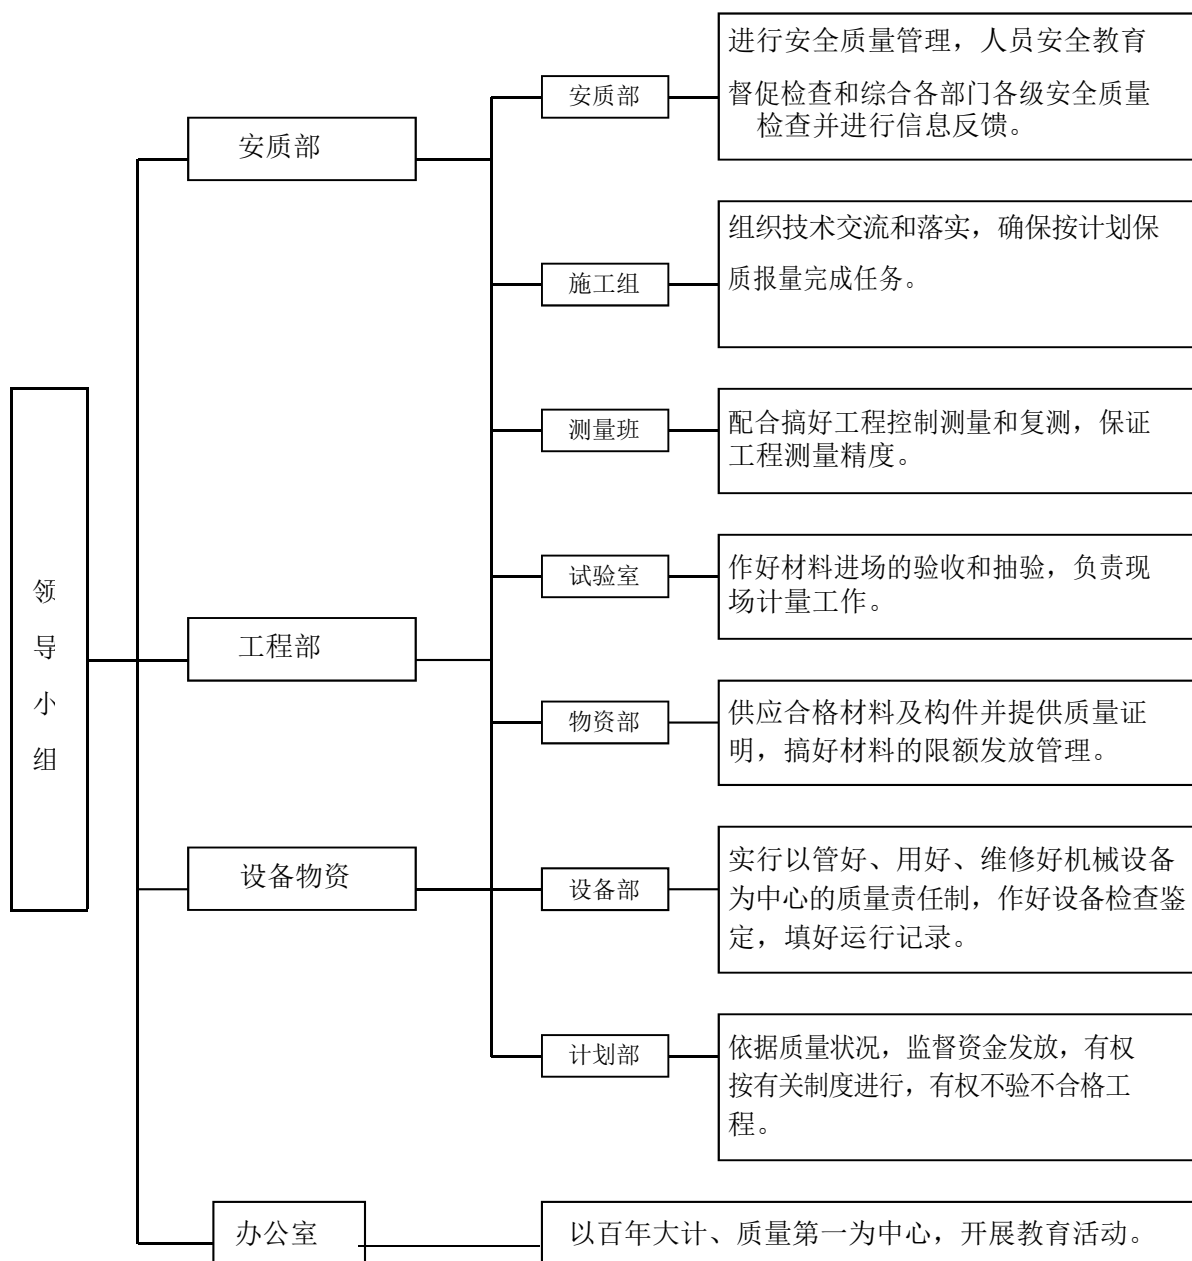 进行安全质量管理，人员安全教育
督促检查和综合各部门各级安全质量
检查并进行信息反馈。
安质部
安质部
组织技术交流和落实，确保按计划保
质报量完成任务。
施工组
配合搞好工程控制测量和复测，保证
工程测量精度。
测量班
作好材料进场的验收和抽验，负责现
场计量工作。
试验室
领
导
小
组
工程部
供应合格材料及构件并提供质量证
明，搞好材料的限额发放管理。
物资部
实行以管好、用好、维修好机械设备
为中心的质量责任制，作好设备检查鉴
定，填好运行记录。
设备物资
设备部
依据质量状况，监督资金发放，有权
按有关制度进行，有权不验不合格工
程。
计划部
办公室
以百年大计、质量第一为中心，开展教育活动。